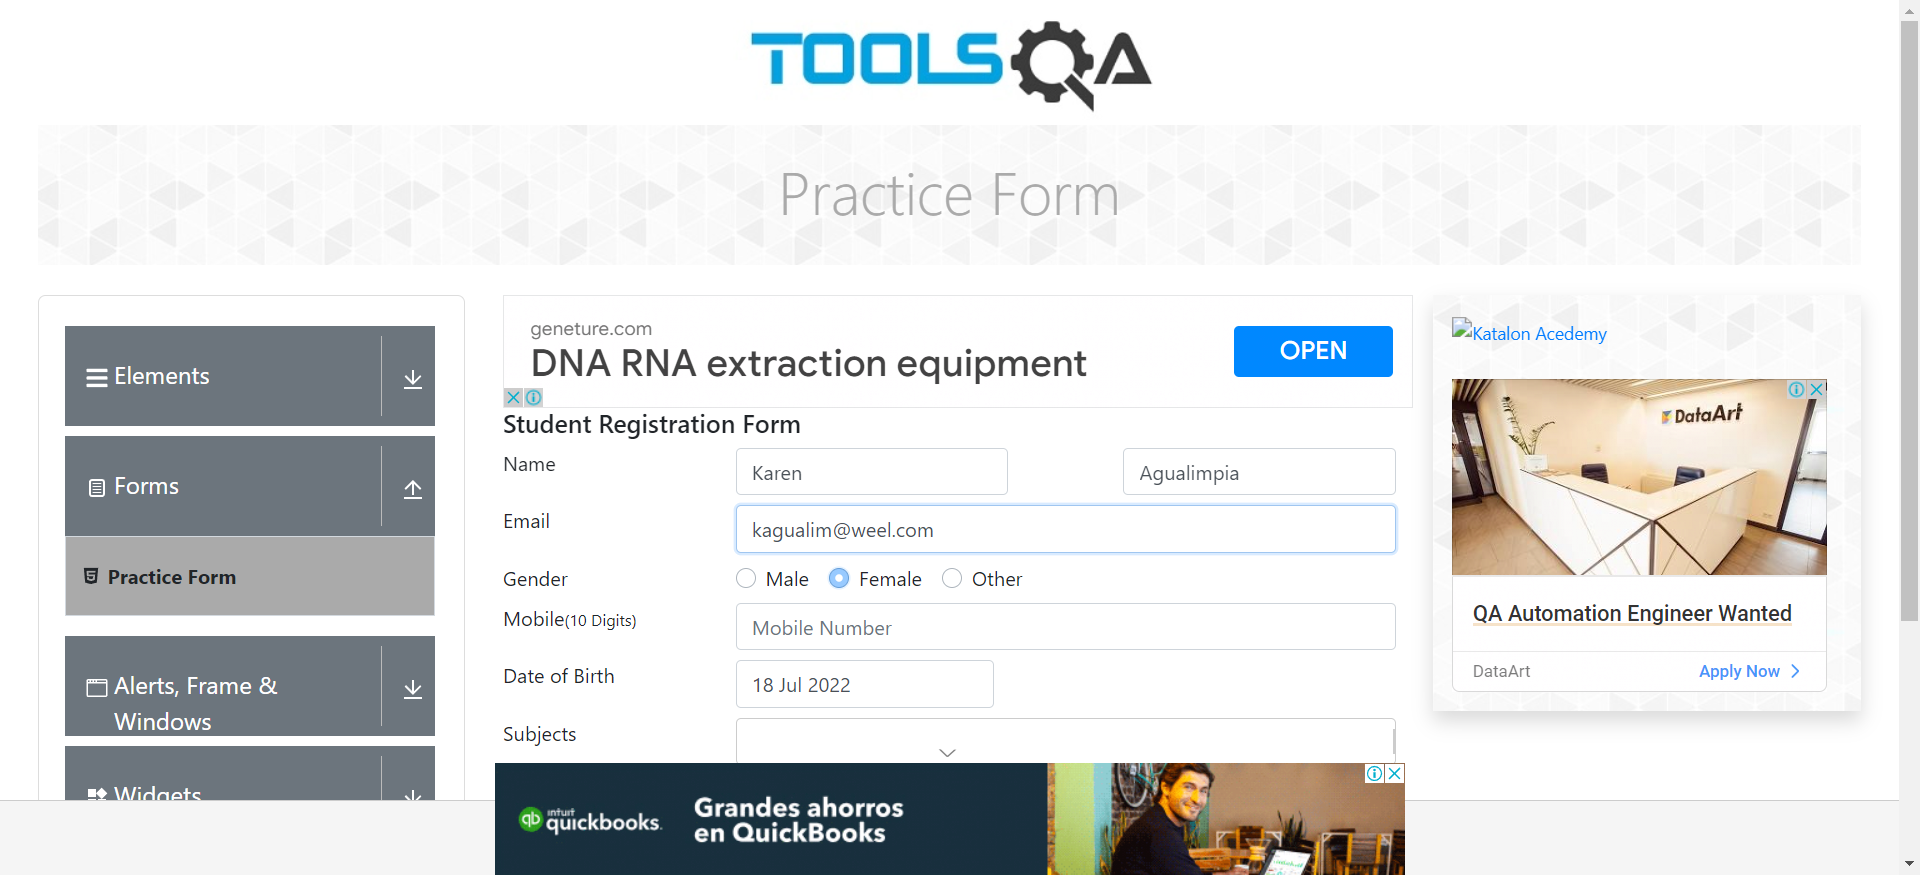 TOOLSQA
Practice Form
Elements
Forms
Practice Form
Alerts, Frame &
Windows
Widgets
geneture.com
DNA RNA extraction equipment
OPEN
Student Registration Form
Name
Karen
Agualimpia
Email
kagualim@weel.com
Gender
Male
Female
Other
Mobile(10 Digits)
Mobile Number
Date of Birth
18 Jul 2022
Subjects
Katalon Acedemy
DataArt
QA Automation Engineer Wanted
DataArt
Apply Now
qb
intuit
quickbooks.
Grandes ahorros
en QuickBooks